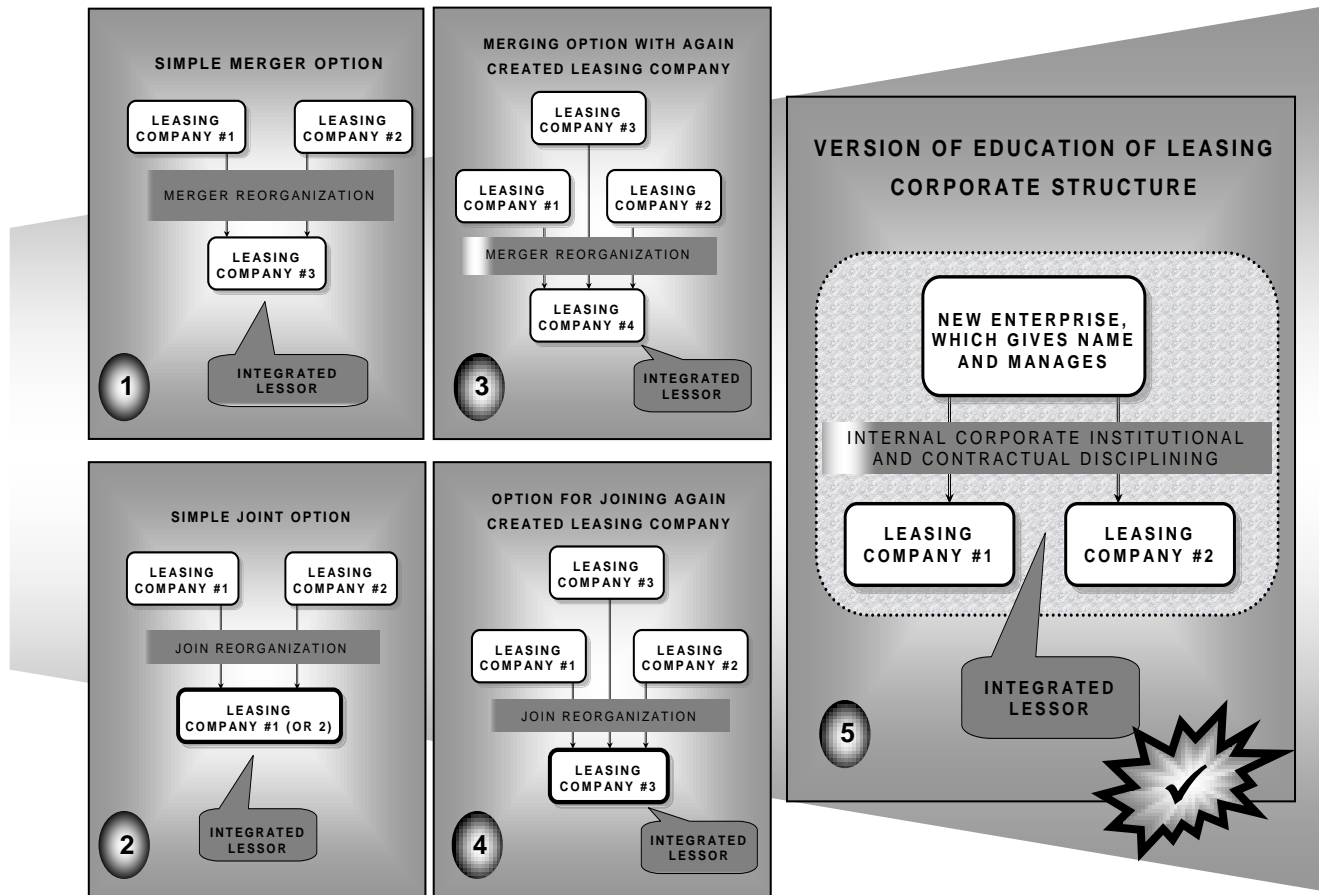 SIMPLE MERGER OPTION
LEASING
COMPANY #1
LEASING
COMPANY #2
MERGER REORGANIZATION
LEASING
COMPANY #3
INTEGRATED
LESSOR
1
SIMPLE JOINT OPTION
LEASING
COMPANY #1
LEASING
COMPANY #2
JOIN REORGANIZATION
LEASING
COMPANY #1 (OR 2)
INTEGRATED
LESSOR
2
MERGING OPTION WITH AGAIN
CREATED LEASING COMPANY
LEASING
COMPANY #3
LEASING
COMPANY #1
LEASING
COMPANY #2
MERGER REORGANIZATION
LEASING
COMPANY #4
INTEGRATED
LESSOR
3
OPTION FOR JOINING AGAIN
CREATED LEASING COMPANY
LEASING
COMPANY #3
LEASING
COMPANY #1
LEASING
COMPANY #2
JOIN REORGANIZATION
LEASING
COMPANY #3
INTEGRATED
LESSOR
4
VERSION OF EDUCATION OF LEASING
CORPORATE STRUCTURE
NEW ENTERPRISE,
WHICH GIVES NAME
AND MANAGES
INTERNAL CORPORATE INSTITUTIONAL
AND CONTRACTUAL DISCIPLINING
LEASING
COMPANY #1
LEASING
COMPANY #2
INTEGRATED
LESSOR
5